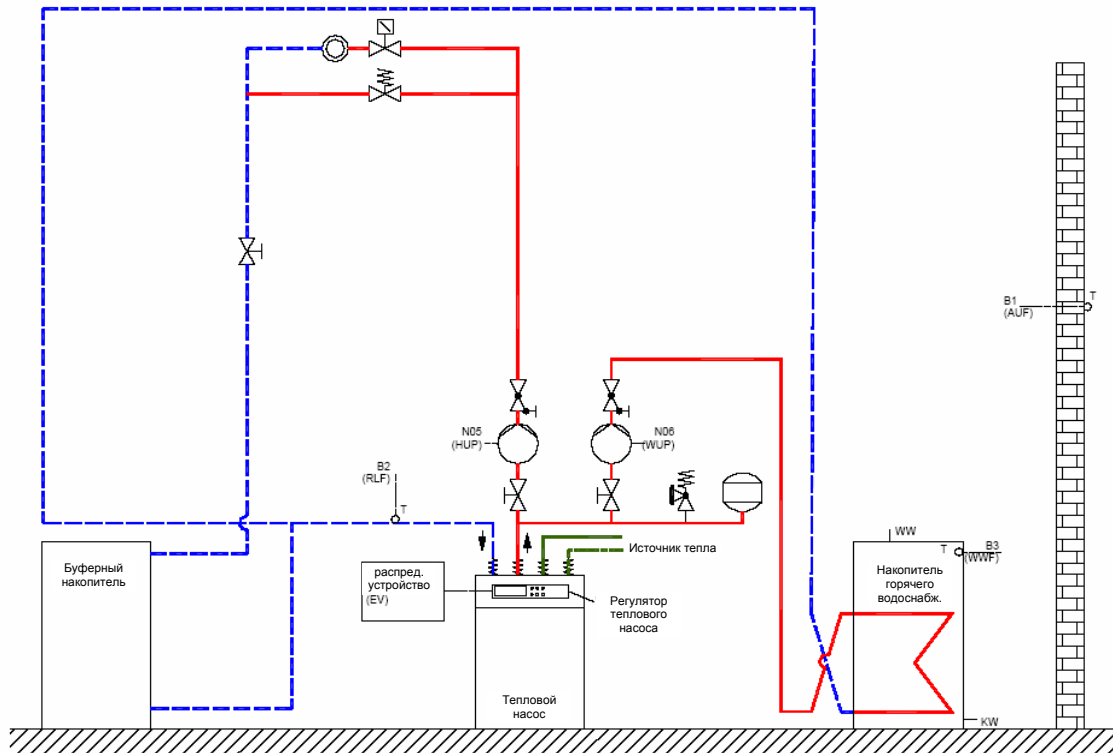 B1
(AUF)
T
N05
(HUP)
N06
(WUP)
B2
(RLF)
T
WW
T
B3
(WWF)
Источник тепла
Буферный
накопитель
распред.
устройство
(EV)
Регулятор
теплового
насоса
Накопитель
горячего
водоснабж.
Тепловой
насос
KW